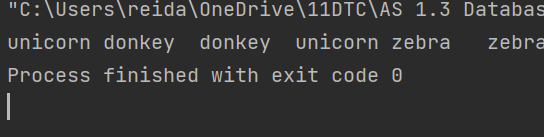 "C:\Users\reida\OneDrive\11DTC\AS 1.3 Databas
unicorn donkey  donkey  unicorn zebra   zebra
Process finished with exit code 0